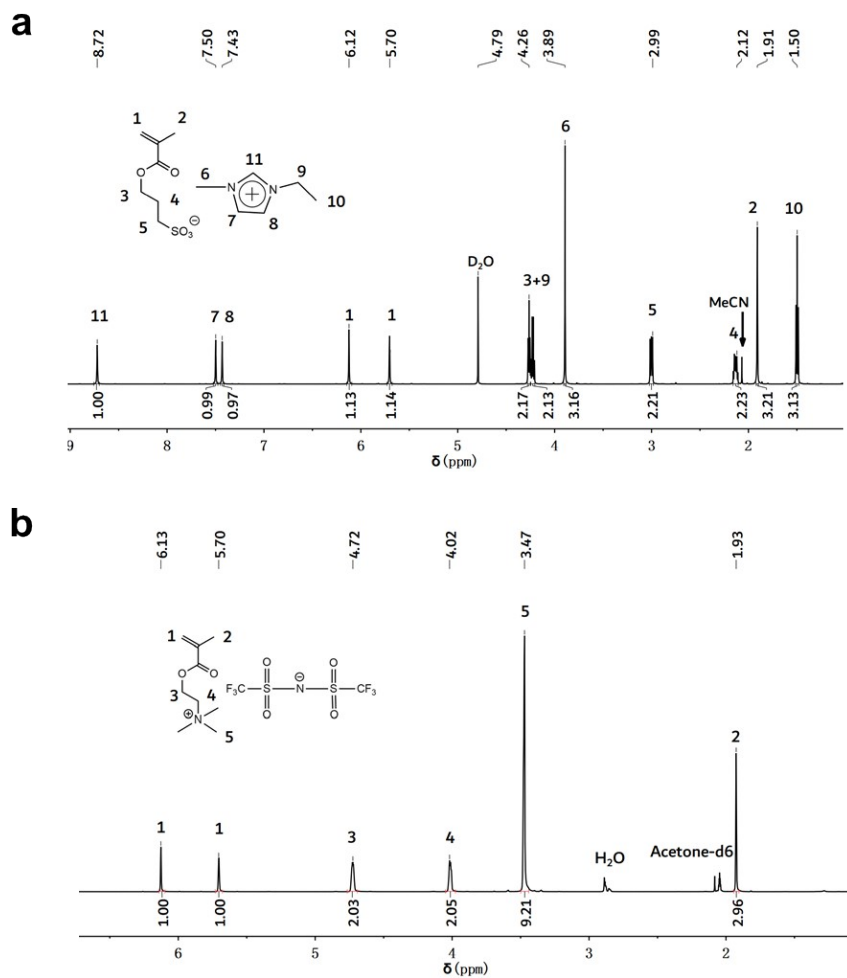 a
8.72 7.50 7.43 6.12 5.70 4.79 4.26 3.89 2.99 2.12 1.91 1.50
1 2
O O
3 4
5 SO₃ ⊖
6 11 9
N + N 10
7 8
11 7 8 1 1 D₂O 3+9 6 5 4 MeCN 2 10
1.00 0.99 0.97 1.13 1.14 2.17 2.13 3.16 2.21 2.23 3.21 3.13
9 8 7 6 5 4 3 2
δ(ppm)
b
6.13 5.70 4.72 4.02 3.47 1.93
1 2
O O
3 4
⊕ N 5
O O ⊖
F₃C S N S CF₃
O O
1 1 3 4 5 H₂O Acetone-d6 2
1.00 1.00 2.03 2.05 9.21 2.96
6 5 4 3 2
δ(ppm)